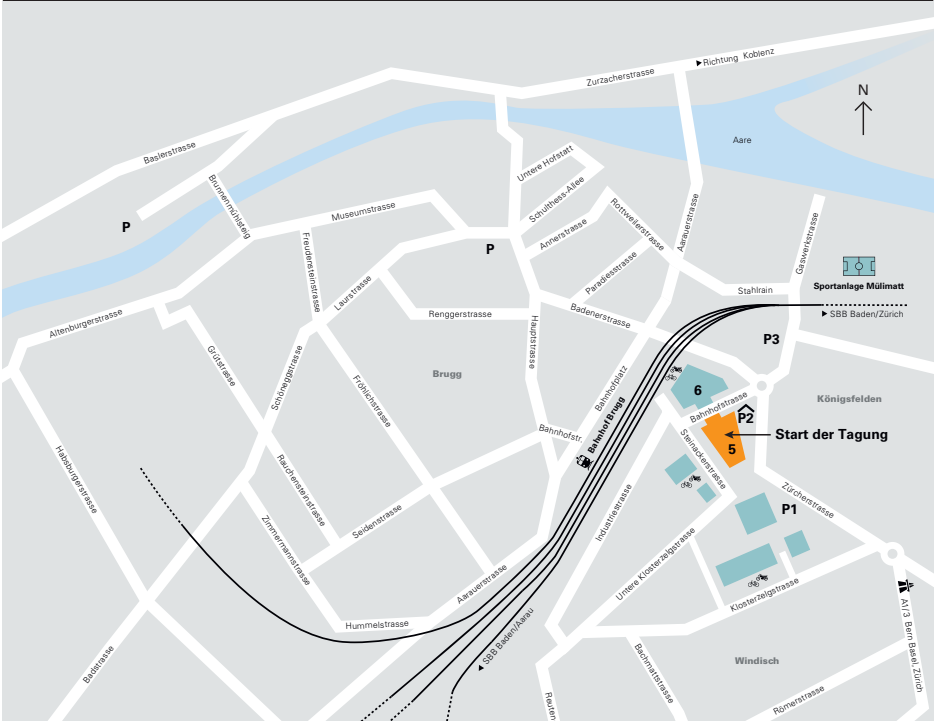 Richtung Koblenz
Zurzacherstrasse
N
Aare
Baslerstrasse
Untere Hofstatt
Schulthess-Allee
Brunnenmühlsteig
Museumstrasse
Rottweilerstrasse
Aarauerstrasse
P
P
Annerstrasse
Freudensteinstrasse
Gaswerkstrasse
Paradiesstrasse
Laurstrasse
Sportanlage Mülimatt
Stahlrain
SBB Baden/Zürich
Altenburgerstrasse
Renggerstrasse
Hauptstrasse
Badenerstrasse
P3
Grütstrasse
Schöneggstrasse
Brugg
Fröhlichstrasse
Bahnhofplatz
6
Bahnhofstrasse
Königsfelden
P2
Bahnhof Brugg
Bahnhofstr.
Start der Tagung
5
Steinackerstrasse
Habsburgerstrasse
Rauchensteinstrasse
Zürcherstrasse
P1
Seidenstrasse
Industriestrasse
Zimmermannstrasse
Untere Klosterzelgstrasse
Aarauerstrasse
Klosterzelgstrasse
A1/3 Bern Basel, Zürich
Hummelstrasse
SBB Baden/Aarau
Badstrasse
Bachmattstrasse
Windisch
Römerstrasse
Reuten